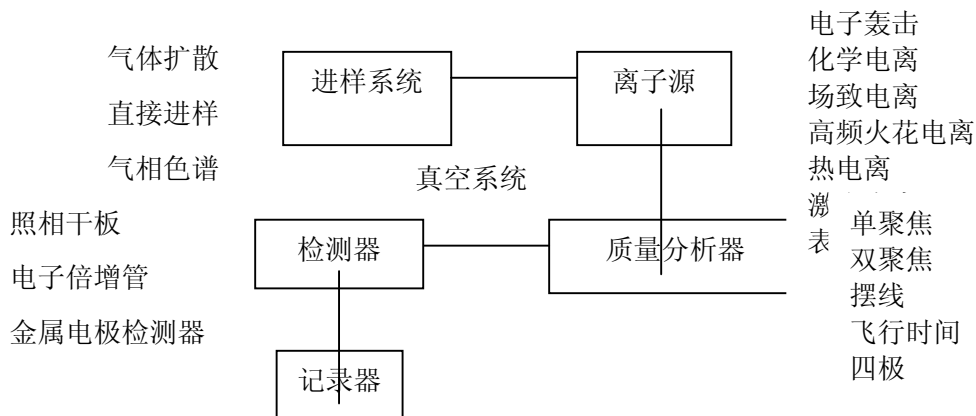 气体扩散
直接进样
气相色谱
进样系统
离子源
电子轰击
化学电离
场致电离
高频火花电离
热电离
激
表
真空系统
照相干板
电子倍增管
金属电极检测器
检测器
质量分析器
单聚焦
双聚焦
摆线
飞行时间
四极
记录器